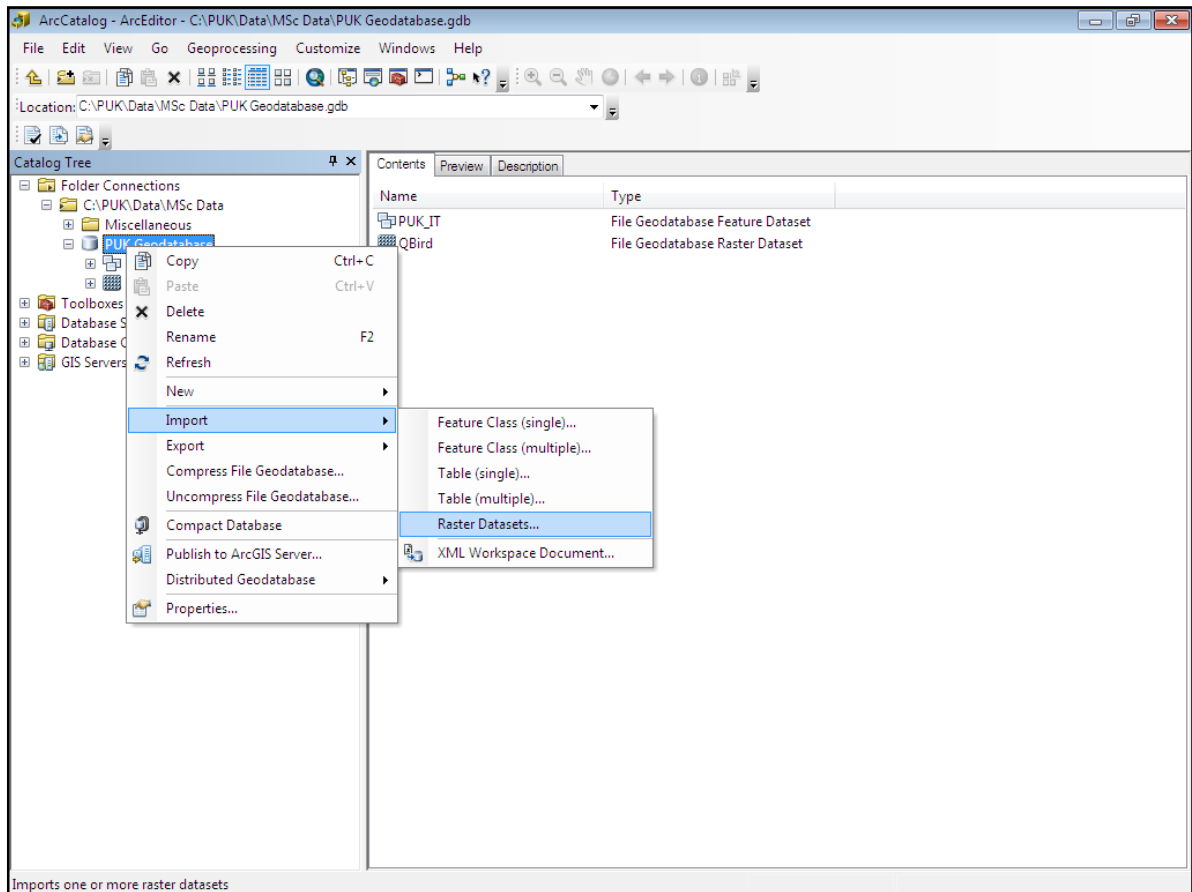 ArcCatalog - ArcEditor - C:\PUK\Data\MSc Data\PUK Geodatabase.gdb
File Edit View Go Geoprocessing Customize Windows Help
Location: C:\PUK\Data\MSc Data\PUK Geodatabase.gdb
Catalog Tree
Folder Connections
C:\PUK\Data\MSc Data
Miscellaneous
PUK Geodatabase
Toolboxes
Database S
Database C
GIS Servers
Contents Preview Description
Name Type
PUK_IT File Geodatabase Feature Dataset
QBird File Geodatabase Raster Dataset
Copy Ctrl+C
Paste Ctrl+V
Delete
Rename F2
Refresh
New
Import
Export
Compress File Geodatabase...
Uncompress File Geodatabase...
Compact Database
Publish to ArcGIS Server...
Distributed Geodatabase
Properties...
Feature Class (single)...
Feature Class (multiple)...
Table (single)...
Table (multiple)...
Raster Datasets...
XML Workspace Document...
Imports one or more raster datasets